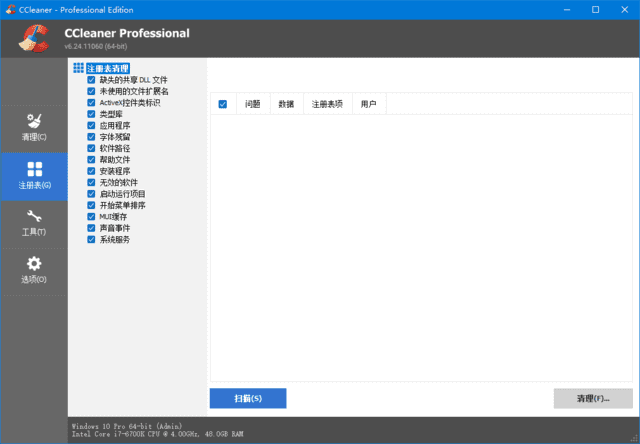 CCleaner - Professional Edition
CCleaner Professional
v6.24.11060 (64-bit)
清理(C)
注册表(G)
工具(T)
选项(O)
注册表清理
缺失的共享 DLL 文件
未使用的文件扩展名
ActiveX控件类标识
类型库
应用程序
字体残留
软件路径
帮助文件
安装程序
无效的软件
启动运行项目
开始菜单排序
MUI缓存
声音事件
系统服务
问题 数据 注册表项 用户
扫描(S) 清理(F)...
Windows 10 Pro 64-bit (Admin)
Intel Core i7-6700K CPU @ 4.00GHz, 48.0GB RAM